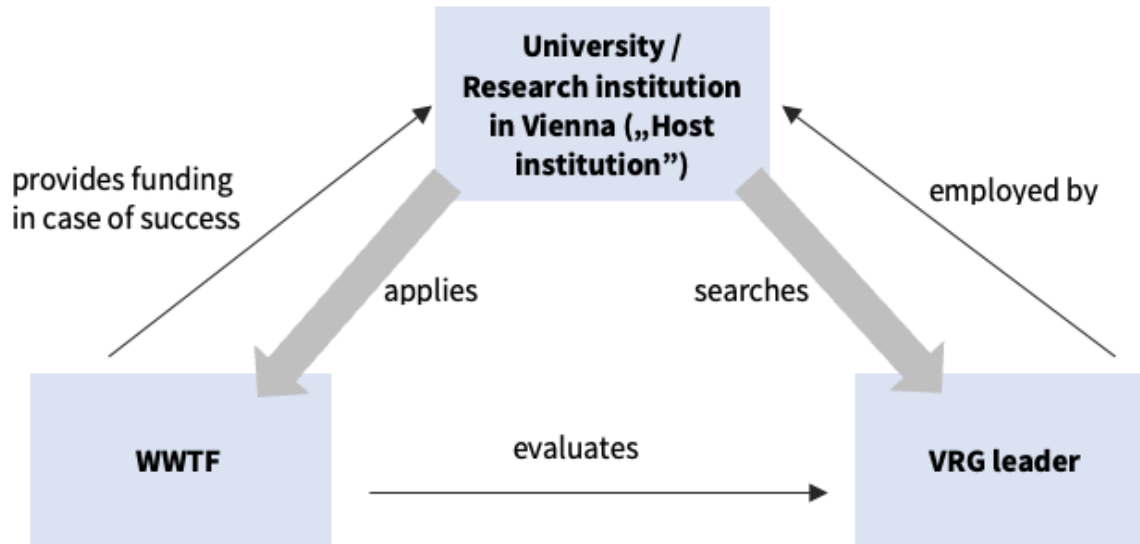 University /
Research institution
in Vienna („Host
institution”)
provides funding
in case of success
employed by
applies
searches
WWTF
evaluates
VRG leader